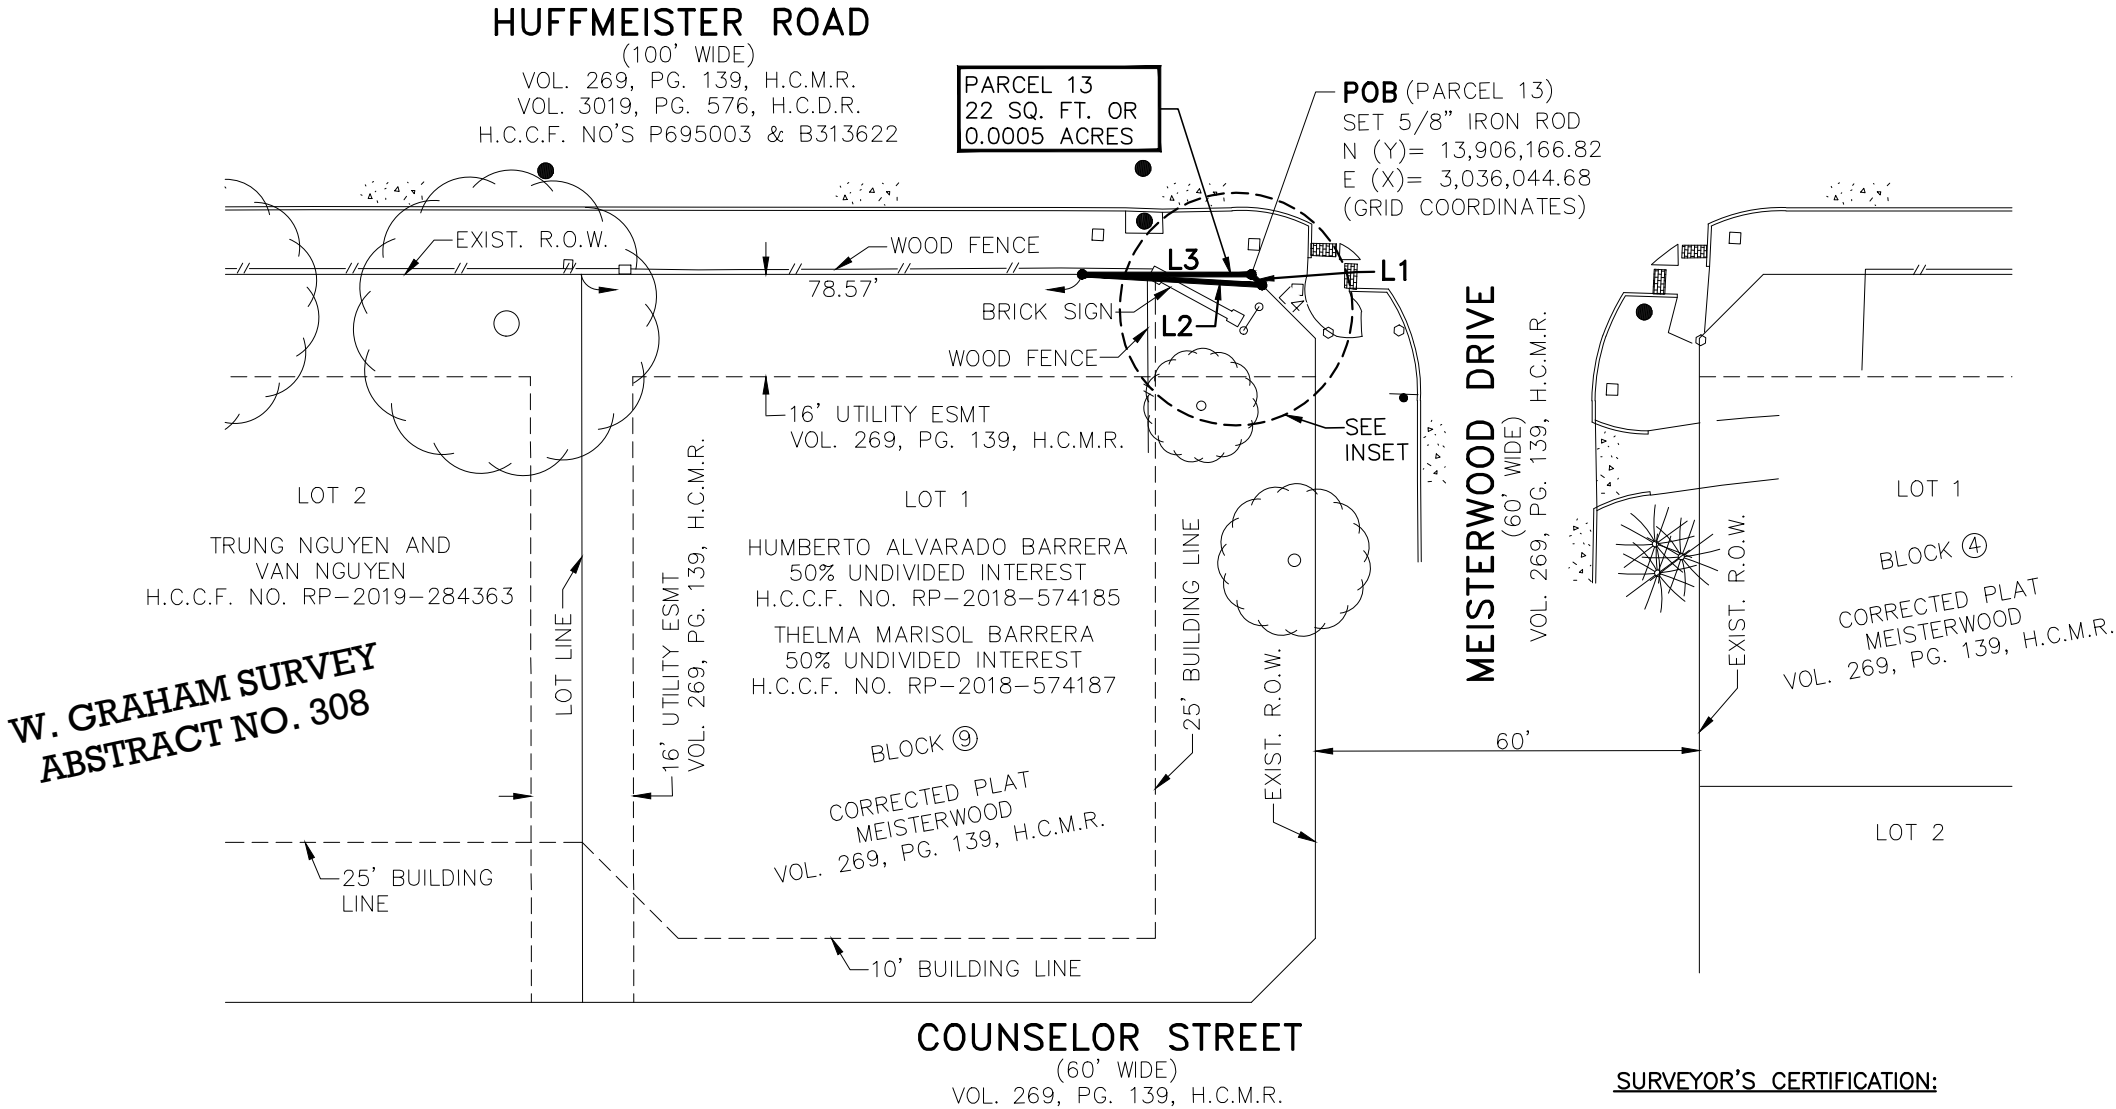 HUFFMEISTER ROAD
(100' WIDE)
VOL. 269, PG. 139, H.C.M.R.
VOL. 3019, PG. 576, H.C.D.R.
H.C.C.F. NO'S P695003 & B313622
PARCEL 13
22 SQ. FT. OR
0.0005 ACRES
POB (PARCEL 13)
SET 5/8" IRON ROD
N (Y)= 13,906,166.82
E (X)= 3,036,044.68
(GRID COORDINATES)
EXIST. R.O.W.
WOOD FENCE
78.57'
L3
L1
L2
L4
BRICK SIGN
WOOD FENCE
16' UTILITY ESMT
VOL. 269, PG. 139, H.C.M.R.
SEE
INSET
MEISTERWOOD DRIVE
(60' WIDE)
VOL. 269, PG. 139, H.C.M.R.
LOT 2
TRUNG NGUYEN AND
VAN NGUYEN
H.C.C.F. NO. RP-2019-284363
W. GRAHAM SURVEY
ABSTRACT NO. 308
LOT LINE
16' UTILITY ESMT
VOL. 269, PG. 139, H.C.M.R.
LOT 1
HUMBERTO ALVARADO BARRERA
50% UNDIVIDED INTEREST
H.C.C.F. NO. RP-2018-574185
THELMA MARISOL BARRERA
50% UNDIVIDED INTEREST
H.C.C.F. NO. RP-2018-574187
BLOCK 9
CORRECTED PLAT
MEISTERWOOD
VOL. 269, PG. 139, H.C.M.R.
25' BUILDING LINE
EXIST. R.O.W.
60'
EXIST. R.O.W.
LOT 1
BLOCK 4
CORRECTED PLAT
MEISTERWOOD
VOL. 269, PG. 139, H.C.M.R.
LOT 2
25' BUILDING
LINE
10' BUILDING LINE
COUNSELOR STREET
(60' WIDE)
VOL. 269, PG. 139, H.C.M.R.
SURVEYOR'S CERTIFICATION: